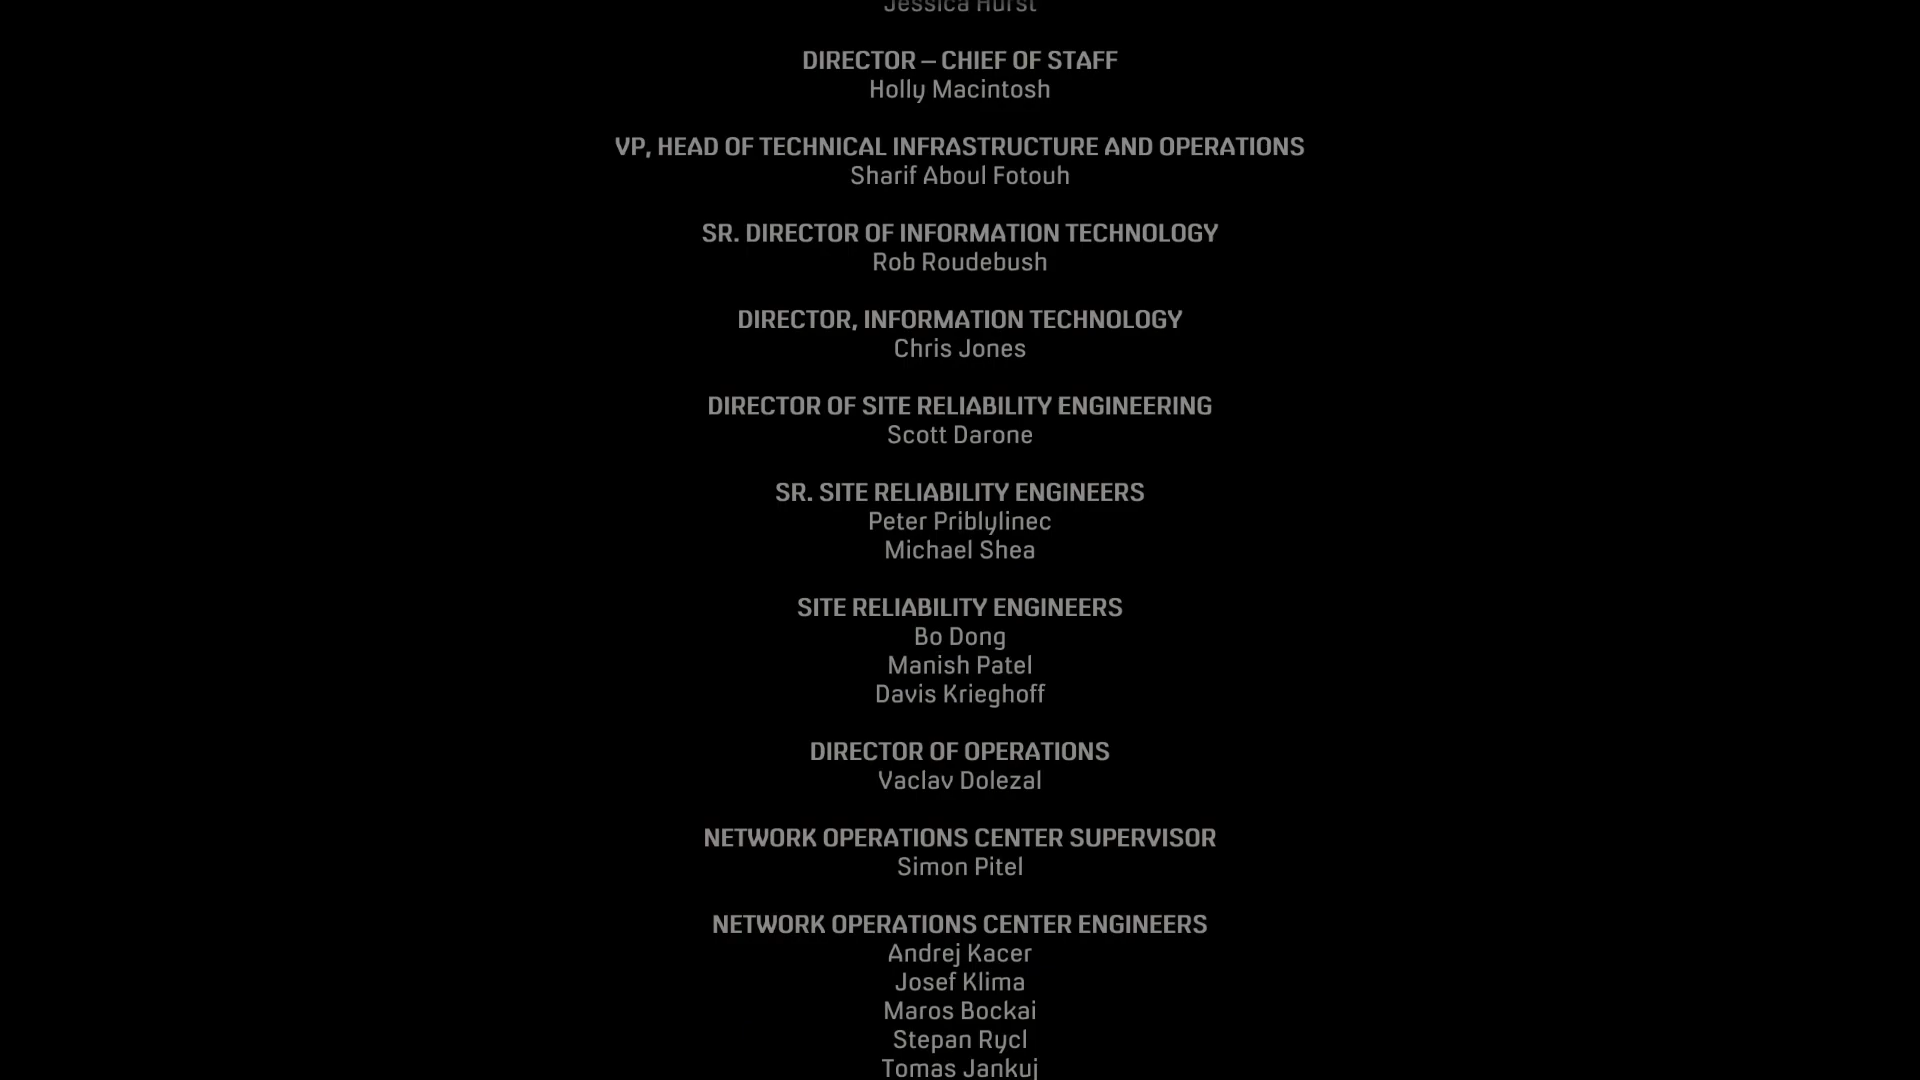 Jessica Hurst
DIRECTOR – CHIEF OF STAFF
Holly Macintosh
VP, HEAD OF TECHNICAL INFRASTRUCTURE AND OPERATIONS
Sharif Aboul Fotouh
SR. DIRECTOR OF INFORMATION TECHNOLOGY
Rob Roudebush
DIRECTOR, INFORMATION TECHNOLOGY
Chris Jones
DIRECTOR OF SITE RELIABILITY ENGINEERING
Scott Darone
SR. SITE RELIABILITY ENGINEERS
Peter Priblylinec
Michael Shea
SITE RELIABILITY ENGINEERS
Bo Dong
Manish Patel
Davis Krieghoff
DIRECTOR OF OPERATIONS
Vaclav Dolezal
NETWORK OPERATIONS CENTER SUPERVISOR
Simon Pitel
NETWORK OPERATIONS CENTER ENGINEERS
Andrej Kacer
Josef Klima
Maros Bockai
Stepan Rycl
Tomas Jankuj